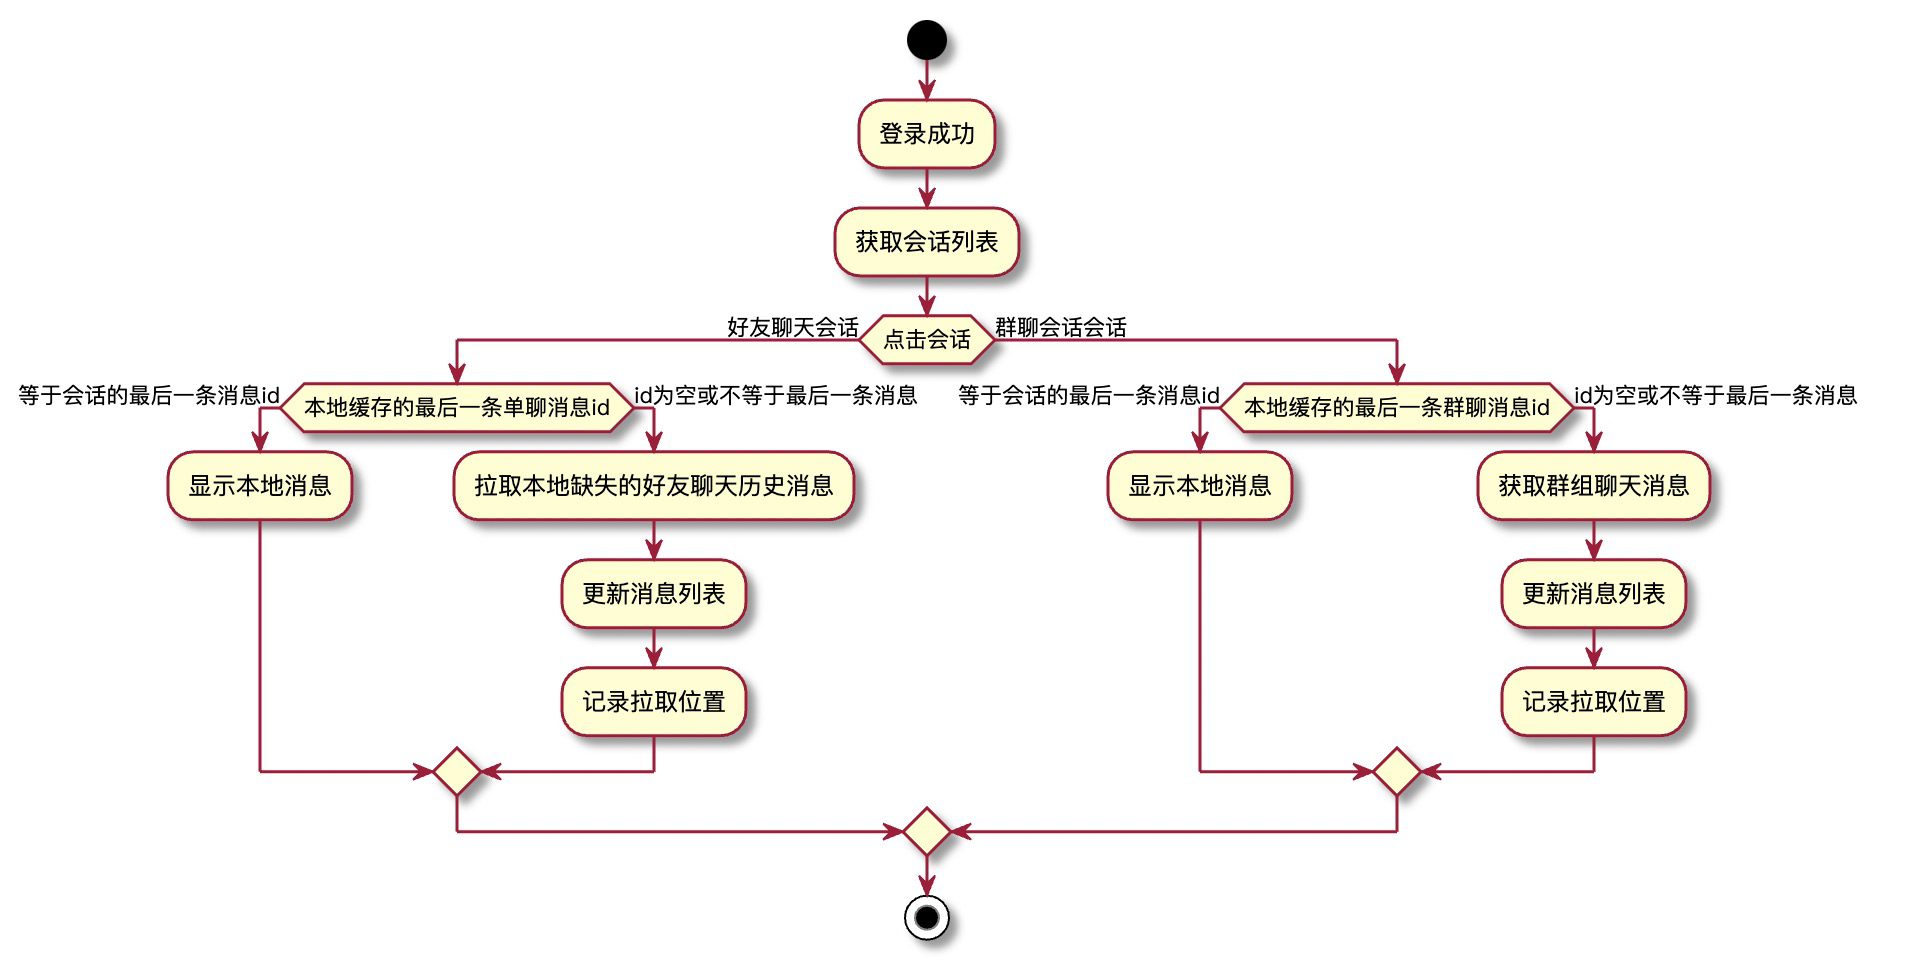 登录成功
获取会话列表
好友聊天会话
点击会话
群聊会话会话
等于会话的最后一条消息id
本地缓存的最后一条单聊消息id
id为空或不等于最后一条消息
等于会话的最后一条消息id
本地缓存的最后一条群聊消息id
id为空或不等于最后一条消息
显示本地消息
拉取本地缺失的好友聊天历史消息
显示本地消息
获取群组聊天消息
更新消息列表
更新消息列表
记录拉取位置
记录拉取位置